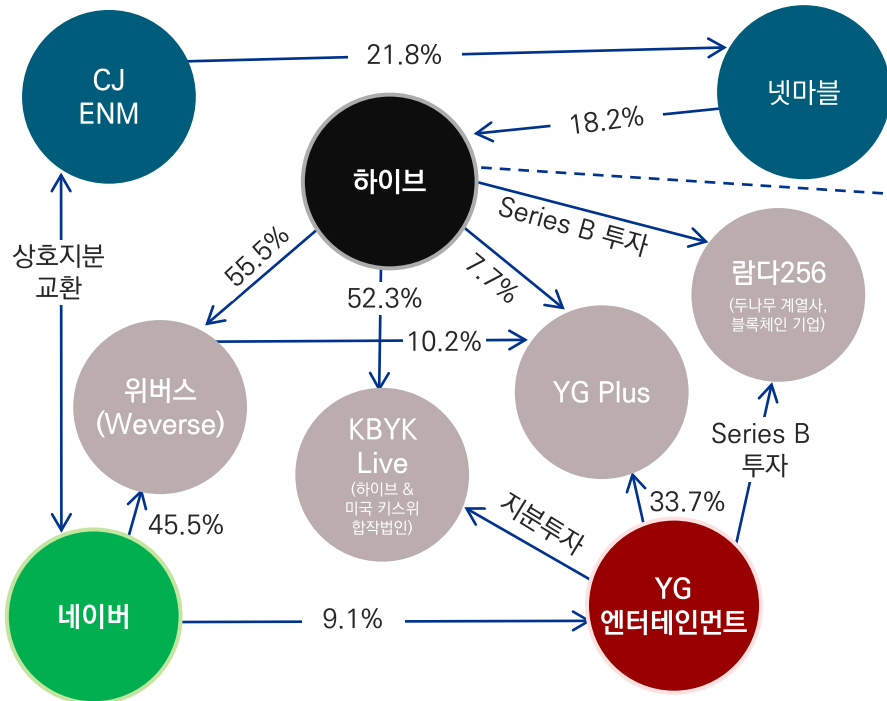 21.8%
CJ
ENM
넷마블
18.2%
하이브
Series B 투자
상호지분
교환
55.5%
52.3%
7.7%
람다256
(두나무 계열사,
블록체인 기업)
10.2%
위버스
(Weverse)
YG Plus
KBYK
Live
(하이브 &
미국 키스위
합작법인)
Series B
투자
45.5%
지분투자
33.7%
네이버
9.1%
YG
엔터테인먼트